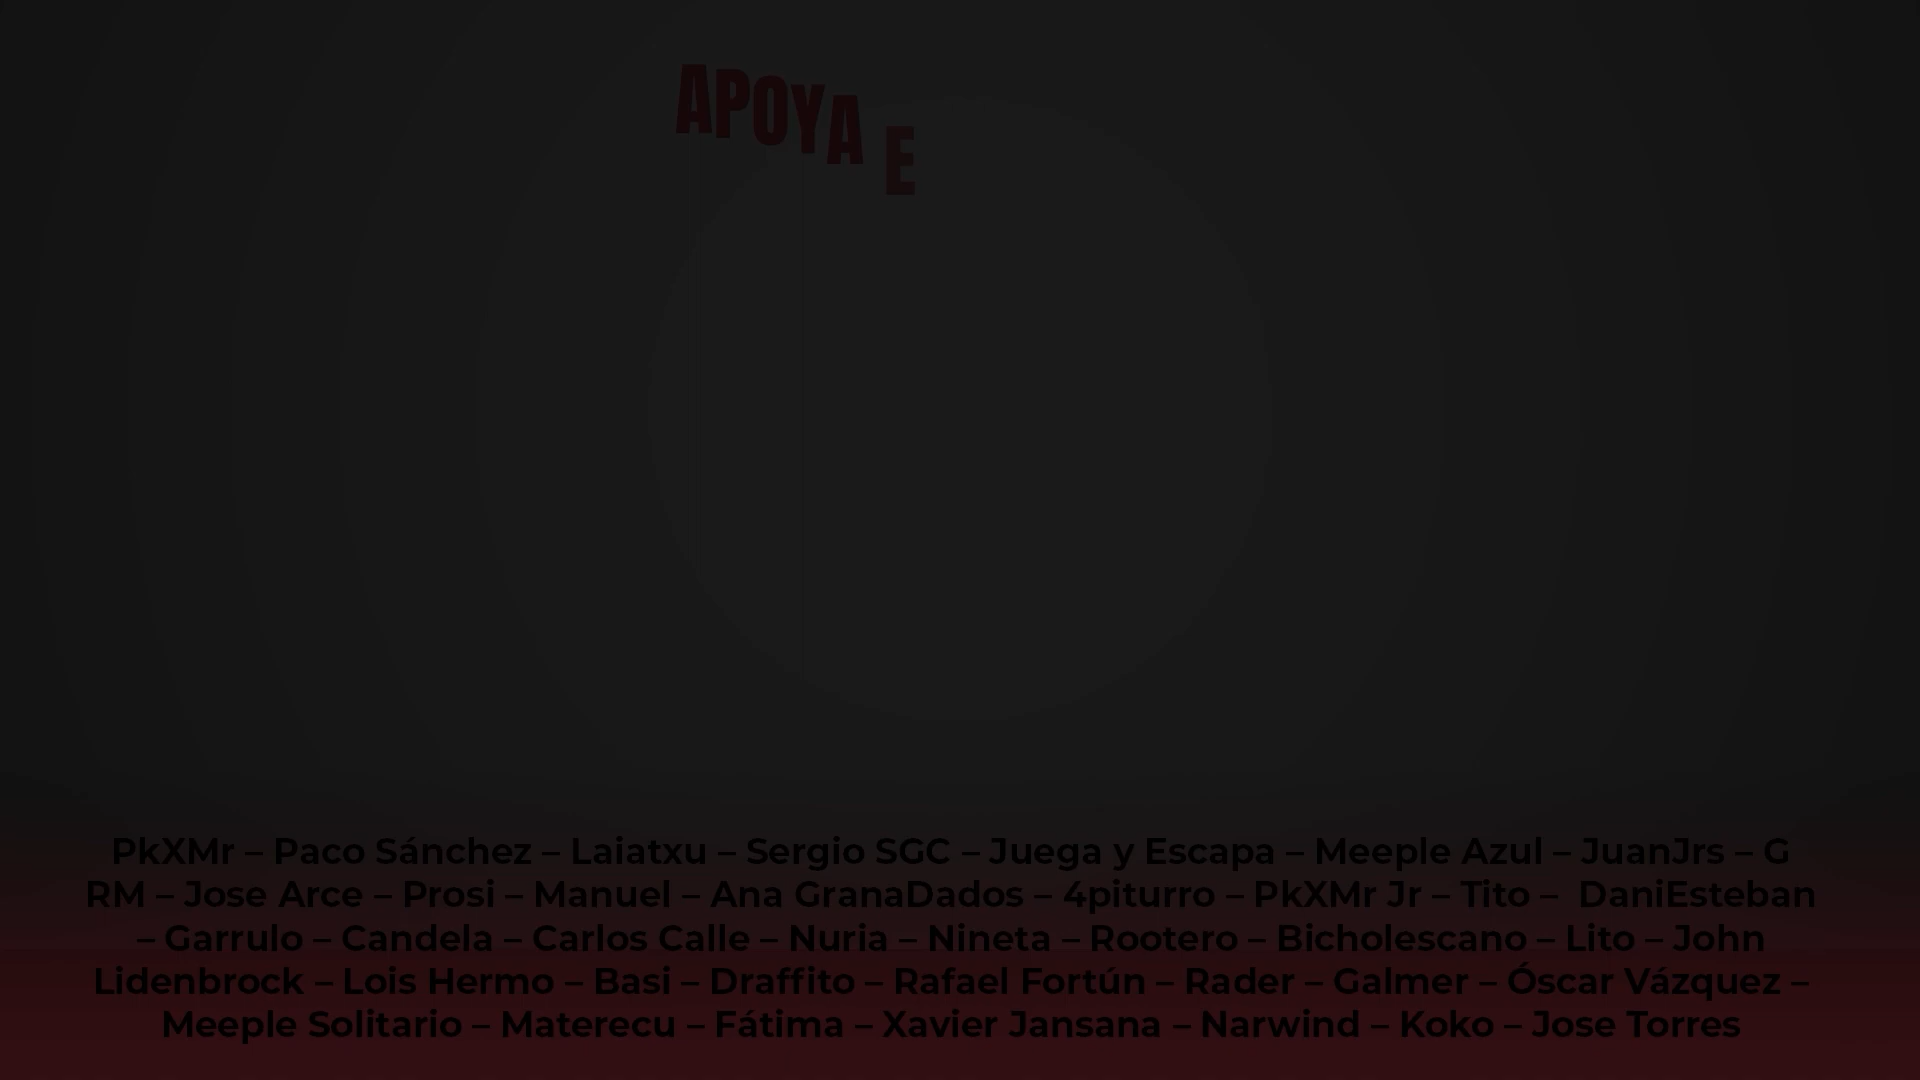 APOYA E
PkXMr – Paco Sánchez – Laiatxu – Sergio SGC – Juega y Escapa – Meeple Azul – JuanJrs – G
RM – Jose Arce – Prosi – Manuel – Ana GranaDados – 4piturro – PkXMr Jr – Tito –  DaniEsteban
– Garrulo – Candela – Carlos Calle – Nuria – Nineta – Rootero – Bicholescano – Lito – John
Lidenbrock – Lois Hermo – Basi – Draffito – Rafael Fortún – Rader – Galmer – Óscar Vázquez –
Meeple Solitario – Materecu – Fátima – Xavier Jansana – Narwind – Koko – Jose Torres